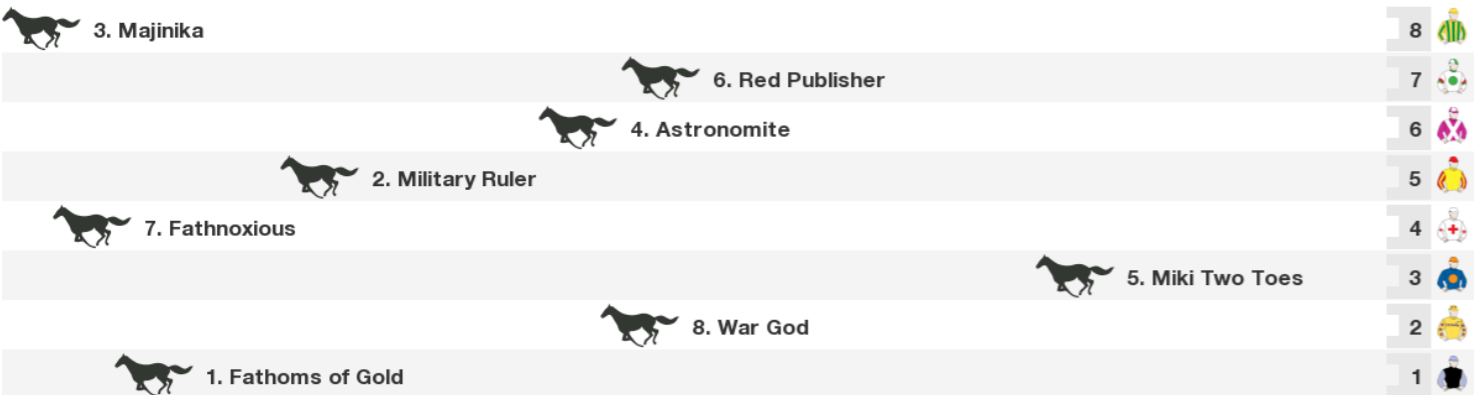 3. Majinika 8
6. Red Publisher 7
4. Astronomite 6
2. Military Ruler 5
7. Fathnoxious 4
5. Miki Two Toes 3
8. War God 2
1. Fathoms of Gold 1